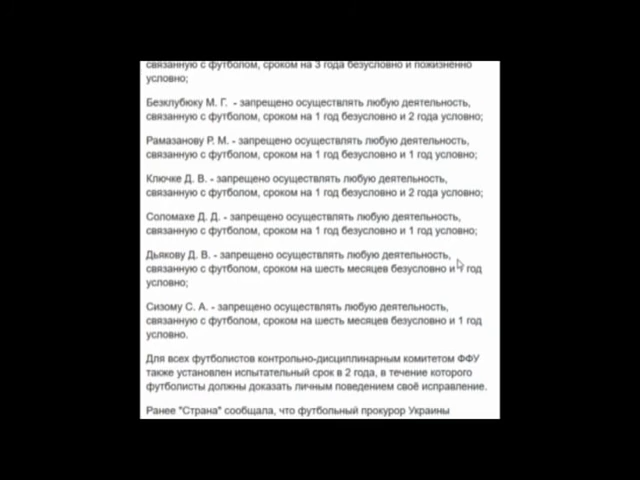 связанную с футболом, сроком на 3 года безусловно и пожизненно
условно;
Безклубюку М. Г. - запрещено осуществлять любую деятельность,
связанную с футболом, сроком на 1 год безусловно и 2 года условно;
Рамазанову Р. М. - запрещено осуществлять любую деятельность,
связанную с футболом, сроком на 1 год безусловно и 1 год условно;
Ключке Д. В. - запрещено осуществлять любую деятельность,
связанную с футболом, сроком на 1 год безусловно и 2 года условно;
Соломахе Д. Д. - запрещено осуществлять любую деятельность,
связанную с футболом, сроком на 1 год безусловно и 1 год условно;
Дьякову Д. В. - запрещено осуществлять любую деятельность,
связанную с футболом, сроком на шесть месяцев безусловно и 1 год
условно;
Сизому С. А. - запрещено осуществлять любую деятельность,
связанную с футболом, сроком на шесть месяцев безусловно и 1 год
условно.
Для всех футболистов контрольно-дисциплинарным комитетом ФФУ
также установлен испытательный срок в 2 года, в течение которого
футболисты должны доказать личным поведением своё исправление.
Ранее "Страна" сообщала, что футбольный прокурор Украины